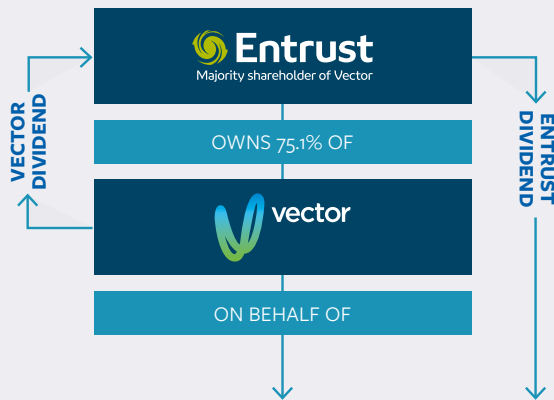 Entrust
Majority shareholder of Vector
OWNS 75.1% OF
VECTOR
DIVIDEND
ENTRUST
DIVIDEND
vector
ON BEHALF OF